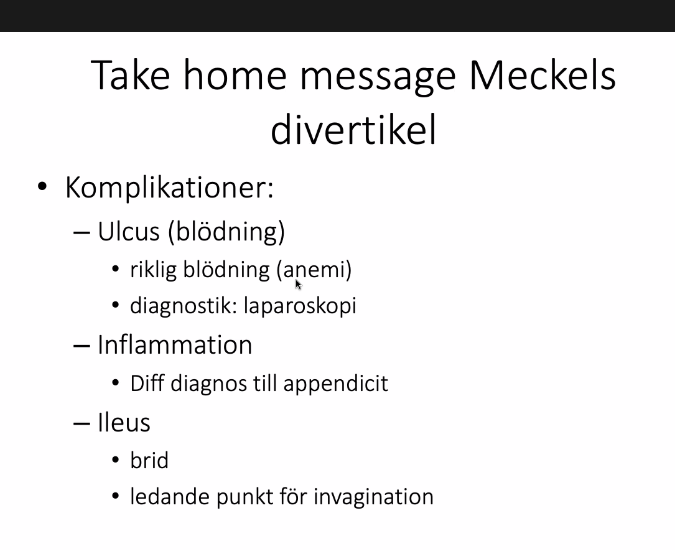 Take home message Meckels
divertikel
• Komplikationer:
– Ulcus (blödning)
• riklig blödning (anemi)
• diagnostik: laparoskopi
– Inflammation
• Diff diagnos till appendicit
– Ileus
• brid
• ledande punkt för invagination